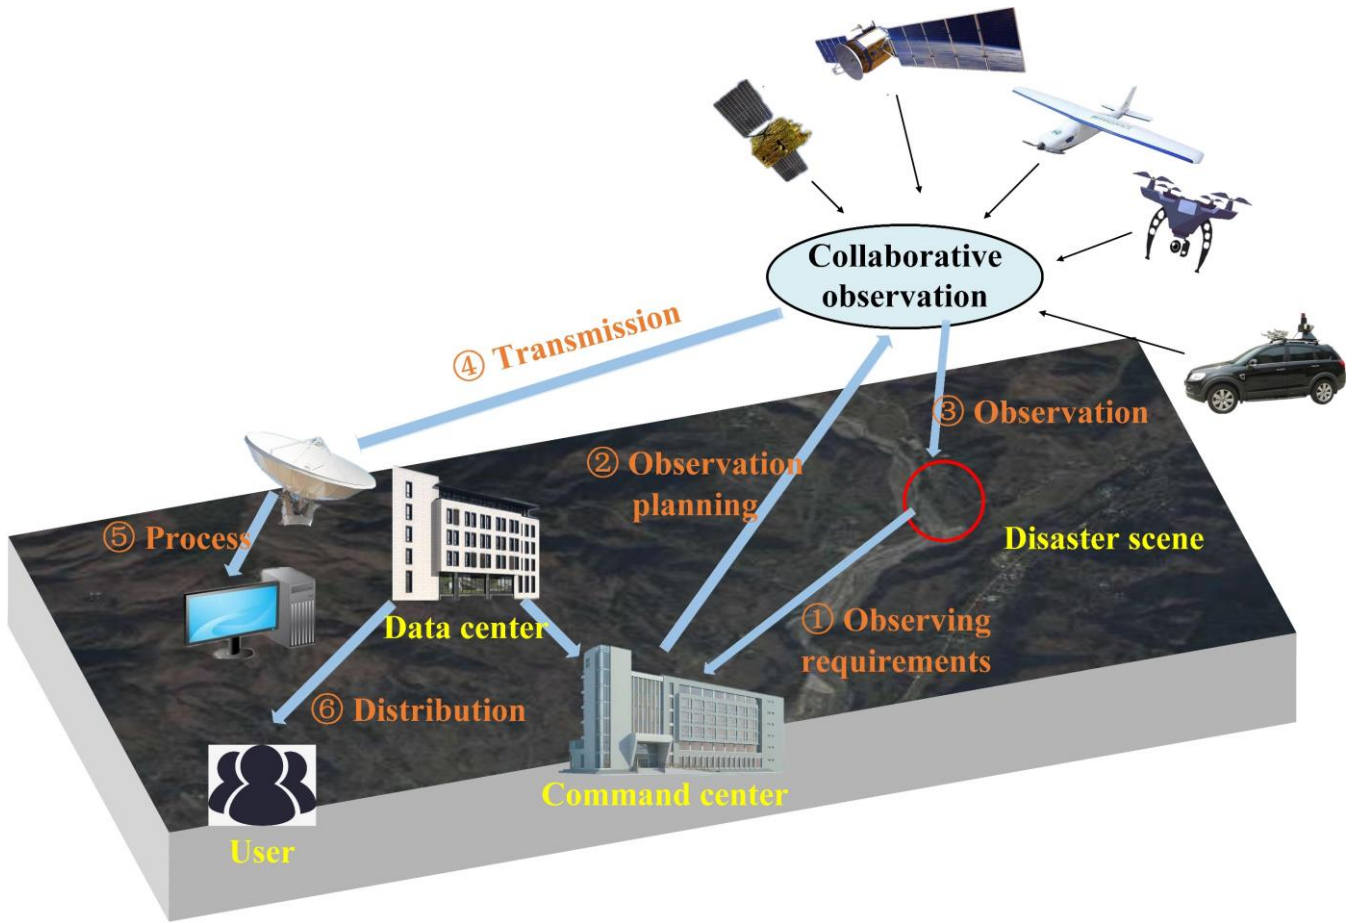 Collaborative
observation
④ Transmission
③ Observation
② Observation
planning
⑤ Process
Disaster scene
Data center
① Observing
requirements
⑥ Distribution
Command center
User